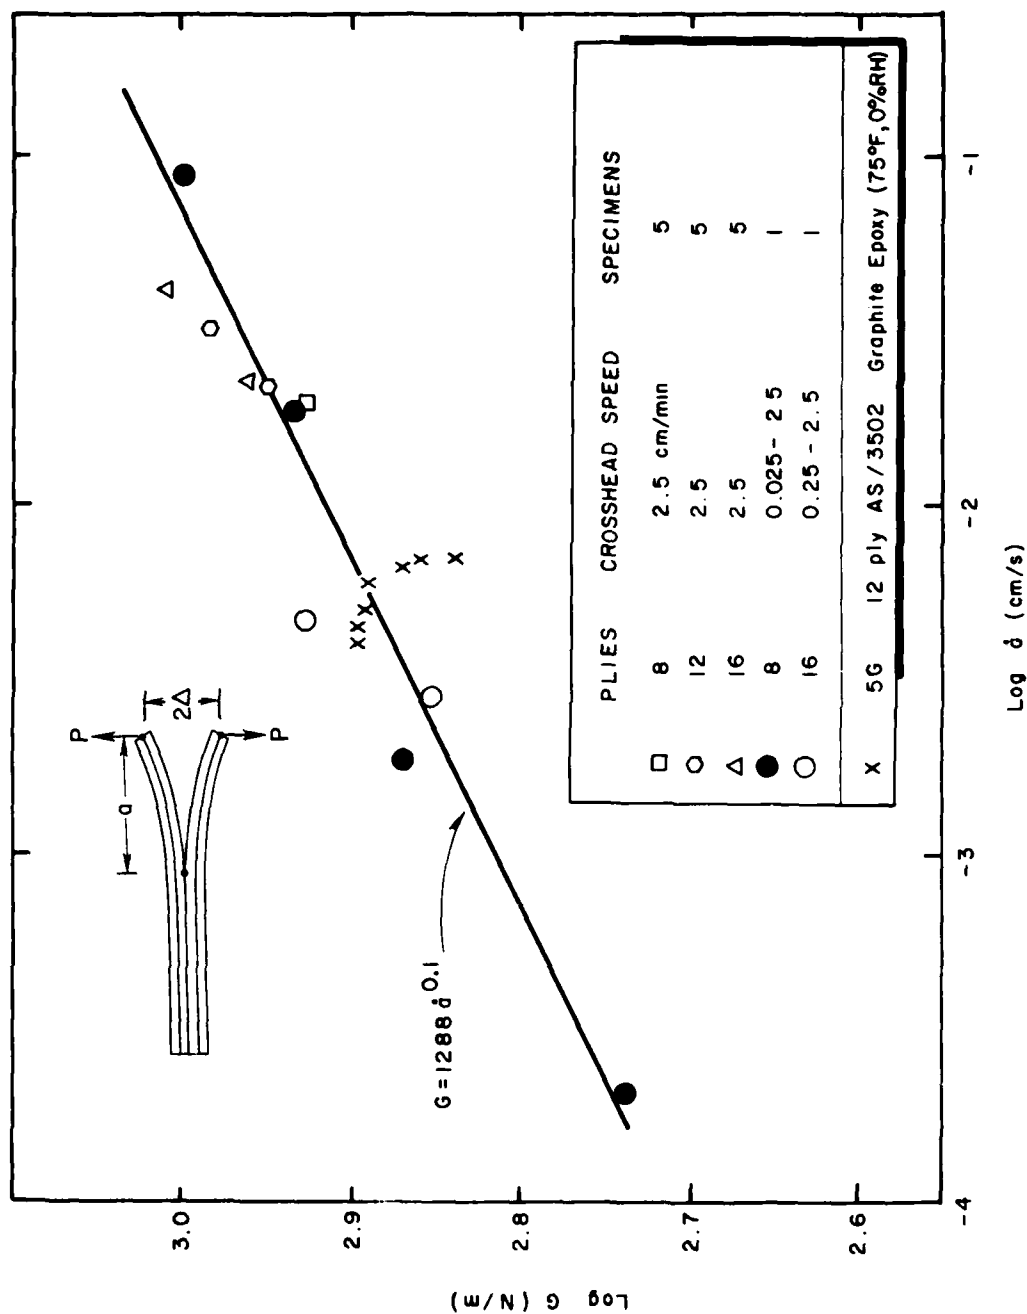 Log G (N/m)
3.0
2.9
2.8
2.7
2.6
P
a
2Δ
P
G=1288 ȧ^0.1
PLIES CROSSHEAD SPEED SPECIMENS
□ 8 2.5 cm/min 5
⬡ 12 2.5 5
△ 16 2.5 5
● 8 0.025 - 2 5 1
○ 16 0.25 - 2.5 1
x 5G 12 ply AS/3502 Graphite Epoxy (75°F, 0%RH)
-4
-3
-2
-1
Log ȧ (cm/s)